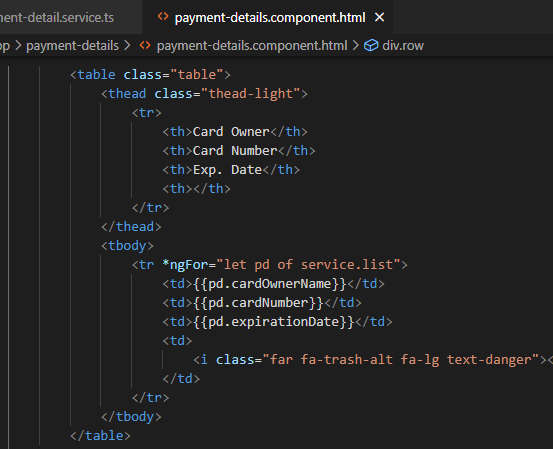 ent-detail.service.ts
<> payment-details.component.html ×
pp > payment-details > <> payment-details.component.html > div.row
<table class="table">
<thead class="thead-light">
<tr>
<th>Card Owner</th>
<th>Card Number</th>
<th>Exp. Date</th>
<th></th>
</tr>
</thead>
<tbody>
<tr *ngFor="let pd of service.list">
<td>{{pd.cardOwnerName}}</td>
<td>{{pd.cardNumber}}</td>
<td>{{pd.expirationDate}}</td>
<td>
<i class="far fa-trash-alt fa-lg text-danger"><
</td>
</tr>
</tbody>
</table>